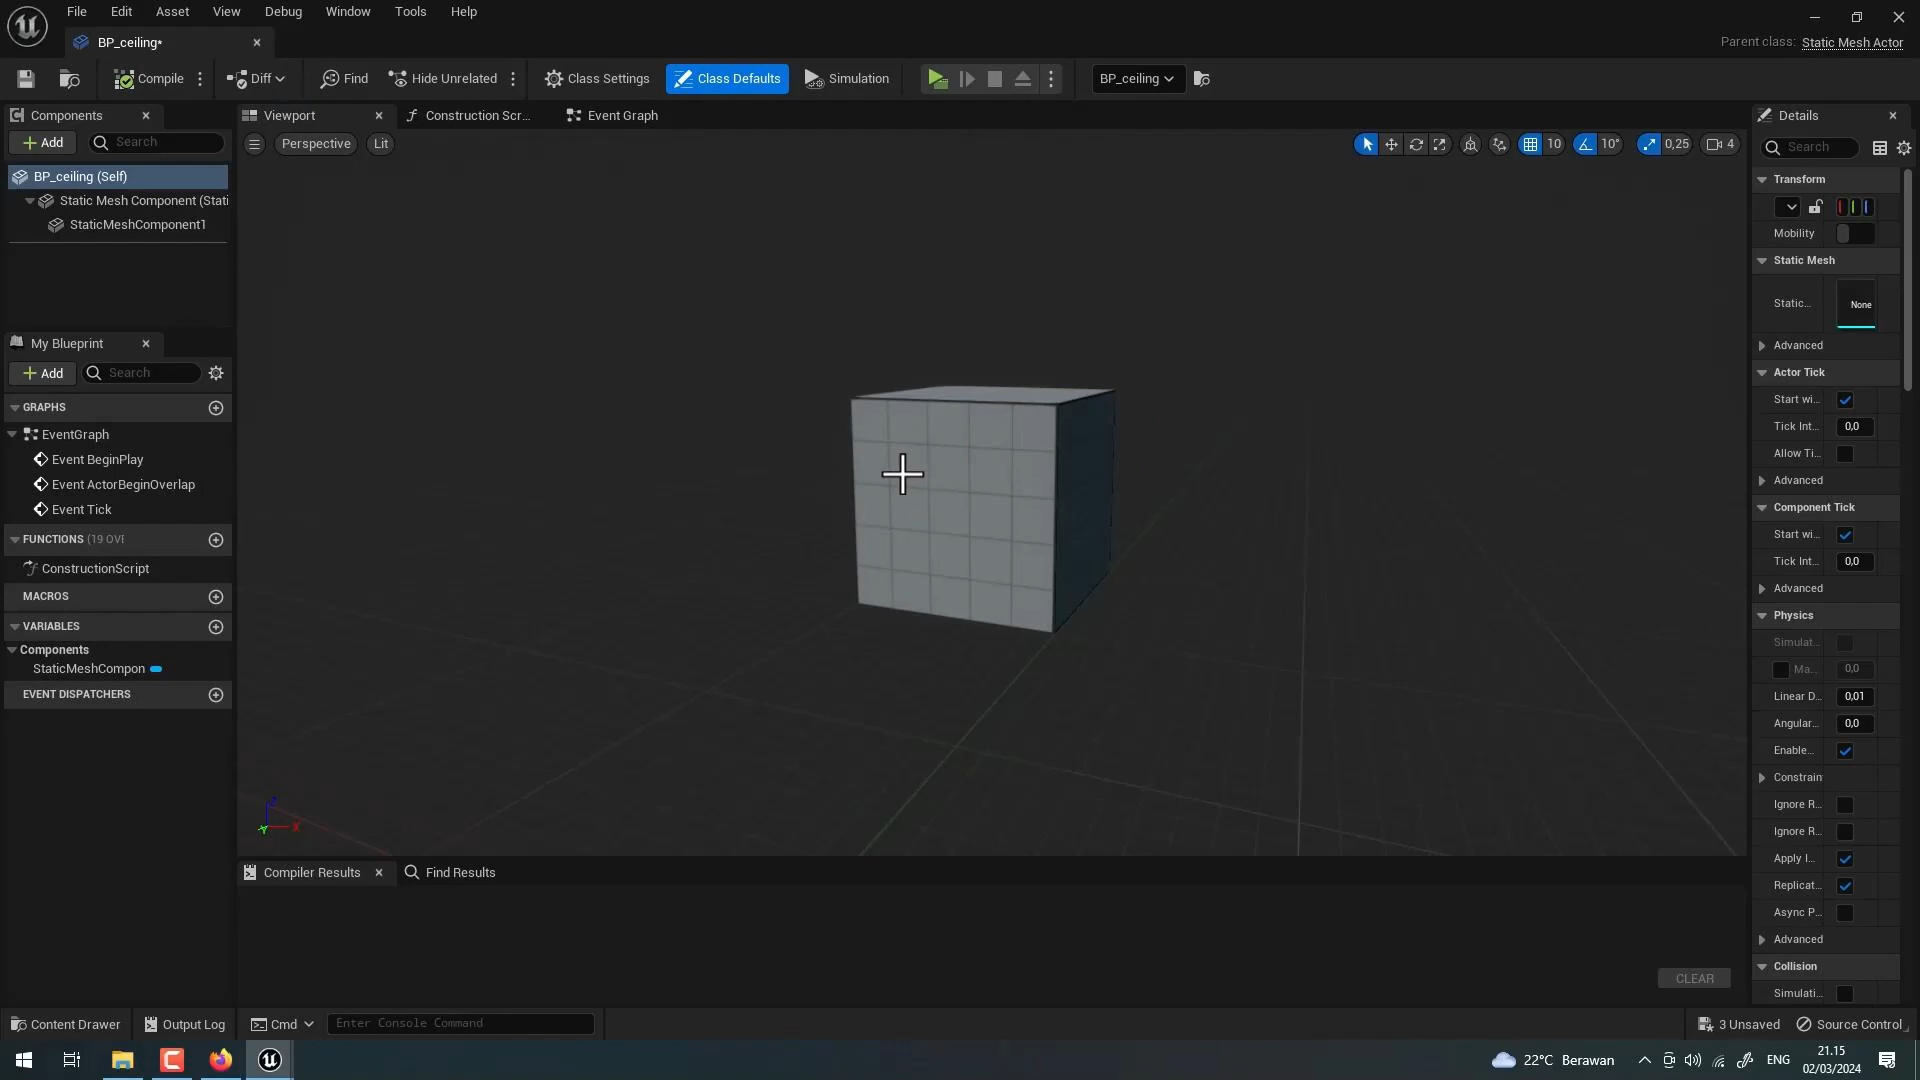 File Edit Asset View Debug Window Tools Help
BP_ceiling*
Parent class: Static Mesh Actor
Compile Diff Find Hide Unrelated Class Settings Class Defaults Simulation BP_ceiling
Components
Add Search
BP_ceiling (Self)
Static Mesh Component (Stati
StaticMeshComponent1
My Blueprint
Add Search
GRAPHS
EventGraph
Event BeginPlay
Event ActorBeginOverlap
Event Tick
FUNCTIONS (19 OVE
ConstructionScript
MACROS
VARIABLES
Components
StaticMeshCompon
EVENT DISPATCHERS
Viewport Construction Scr... Event Graph
Perspective Lit
10 10° 0,25 4
Z
Y
X
Compiler Results Find Results
CLEAR
Details
Search
Transform
Mobility
Static Mesh
Static... None
Advanced
Actor Tick
Start wi...
Tick Int... 0,0
Allow Ti...
Advanced
Component Tick
Start wi...
Tick Int... 0,0
Advanced
Physics
Simulat...
Ma... 0,0
Linear D... 0,01
Angular... 0,0
Enable...
Constrain
Ignore R...
Ignore R...
Apply I...
Replicat...
Async P...
Advanced
Collision
Simulati...
Content Drawer Output Log Cmd Enter Console Command
3 Unsaved Source Control
22°C Berawan ENG 21.15
02/03/2024